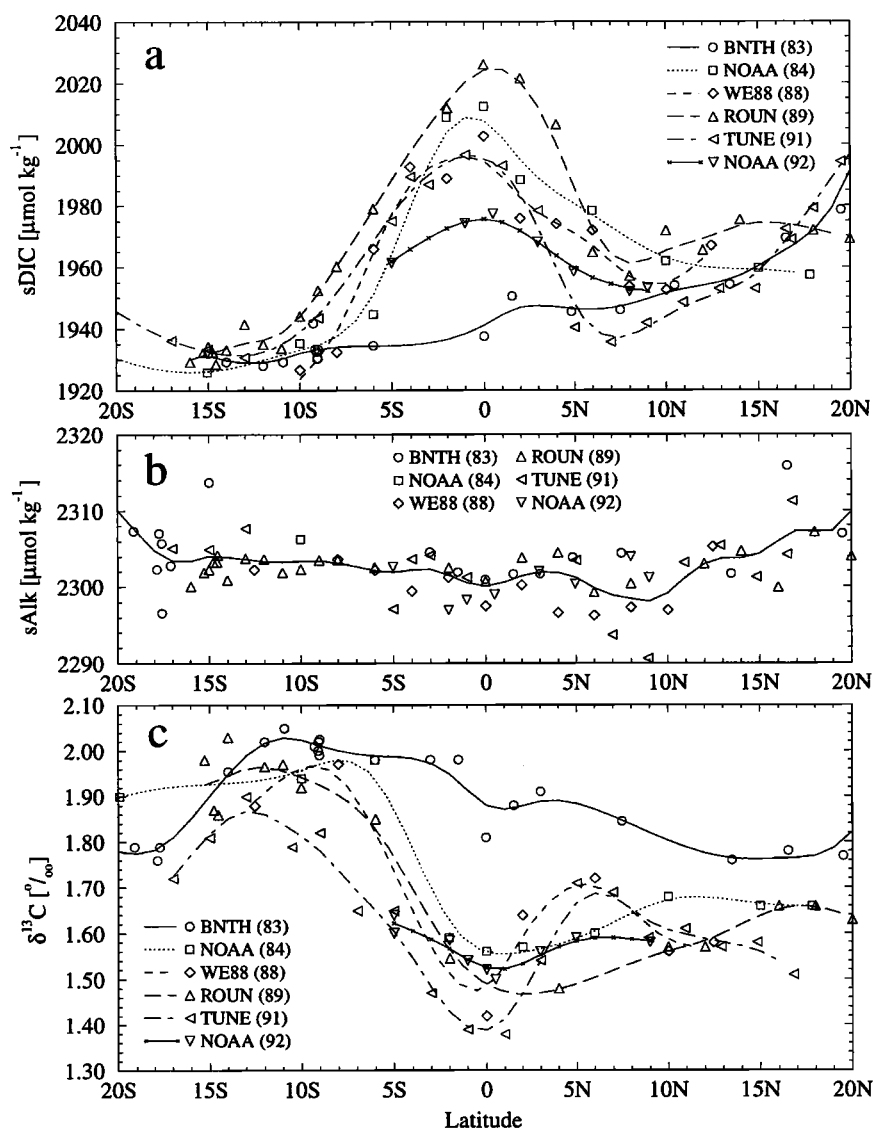 a
2040
2020
2000
1980
1960
1940
1920
sDIC [µmol kg⁻¹]
BNTH (83)
NOAA (84)
WE88 (88)
ROUN (89)
TUNE (91)
NOAA (92)
20S 15S 10S 5S 0 5N 10N 15N 20N
b
2320
2310
2300
2290
sAlk [µmol kg⁻¹]
BNTH (83) ROUN (89)
NOAA (84) TUNE (91)
WE88 (88) NOAA (92)
20S 15S 10S 5S 0 5N 10N 15N 20N
c
2.10
2.00
1.90
1.80
1.70
1.60
1.50
1.40
1.30
δ¹³C [º/₀₀]
BNTH (83)
NOAA (84)
WE88 (88)
ROUN (89)
TUNE (91)
NOAA (92)
20S 15S 10S 5S 0 5N 10N 15N 20N
Latitude